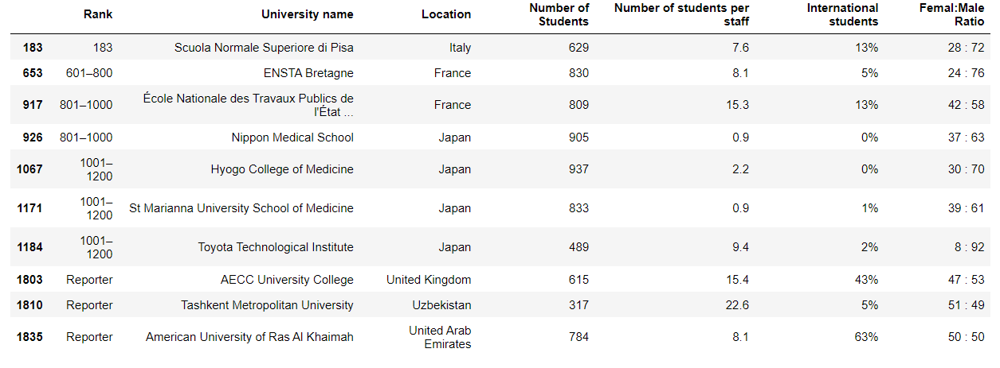 Rank University name Location Number of Students Number of students per staff International students Femal:Male Ratio
183 183 Scuola Normale Superiore di Pisa Italy 629 7.6 13% 28 : 72
653 601–800 ENSTA Bretagne France 830 8.1 5% 24 : 76
917 801–1000 École Nationale des Travaux Publics de l'État ... France 809 15.3 13% 42 : 58
926 801–1000 Nippon Medical School Japan 905 0.9 0% 37 : 63
1067 1001–1200 Hyogo College of Medicine Japan 937 2.2 0% 30 : 70
1171 1001–1200 St Marianna University School of Medicine Japan 833 0.9 1% 39 : 61
1184 1001–1200 Toyota Technological Institute Japan 489 9.4 2% 8 : 92
1803 Reporter AECC University College United Kingdom 615 15.4 43% 47 : 53
1810 Reporter Tashkent Metropolitan University Uzbekistan 317 22.6 5% 51 : 49
1835 Reporter American University of Ras Al Khaimah United Arab Emirates 784 8.1 63% 50 : 50